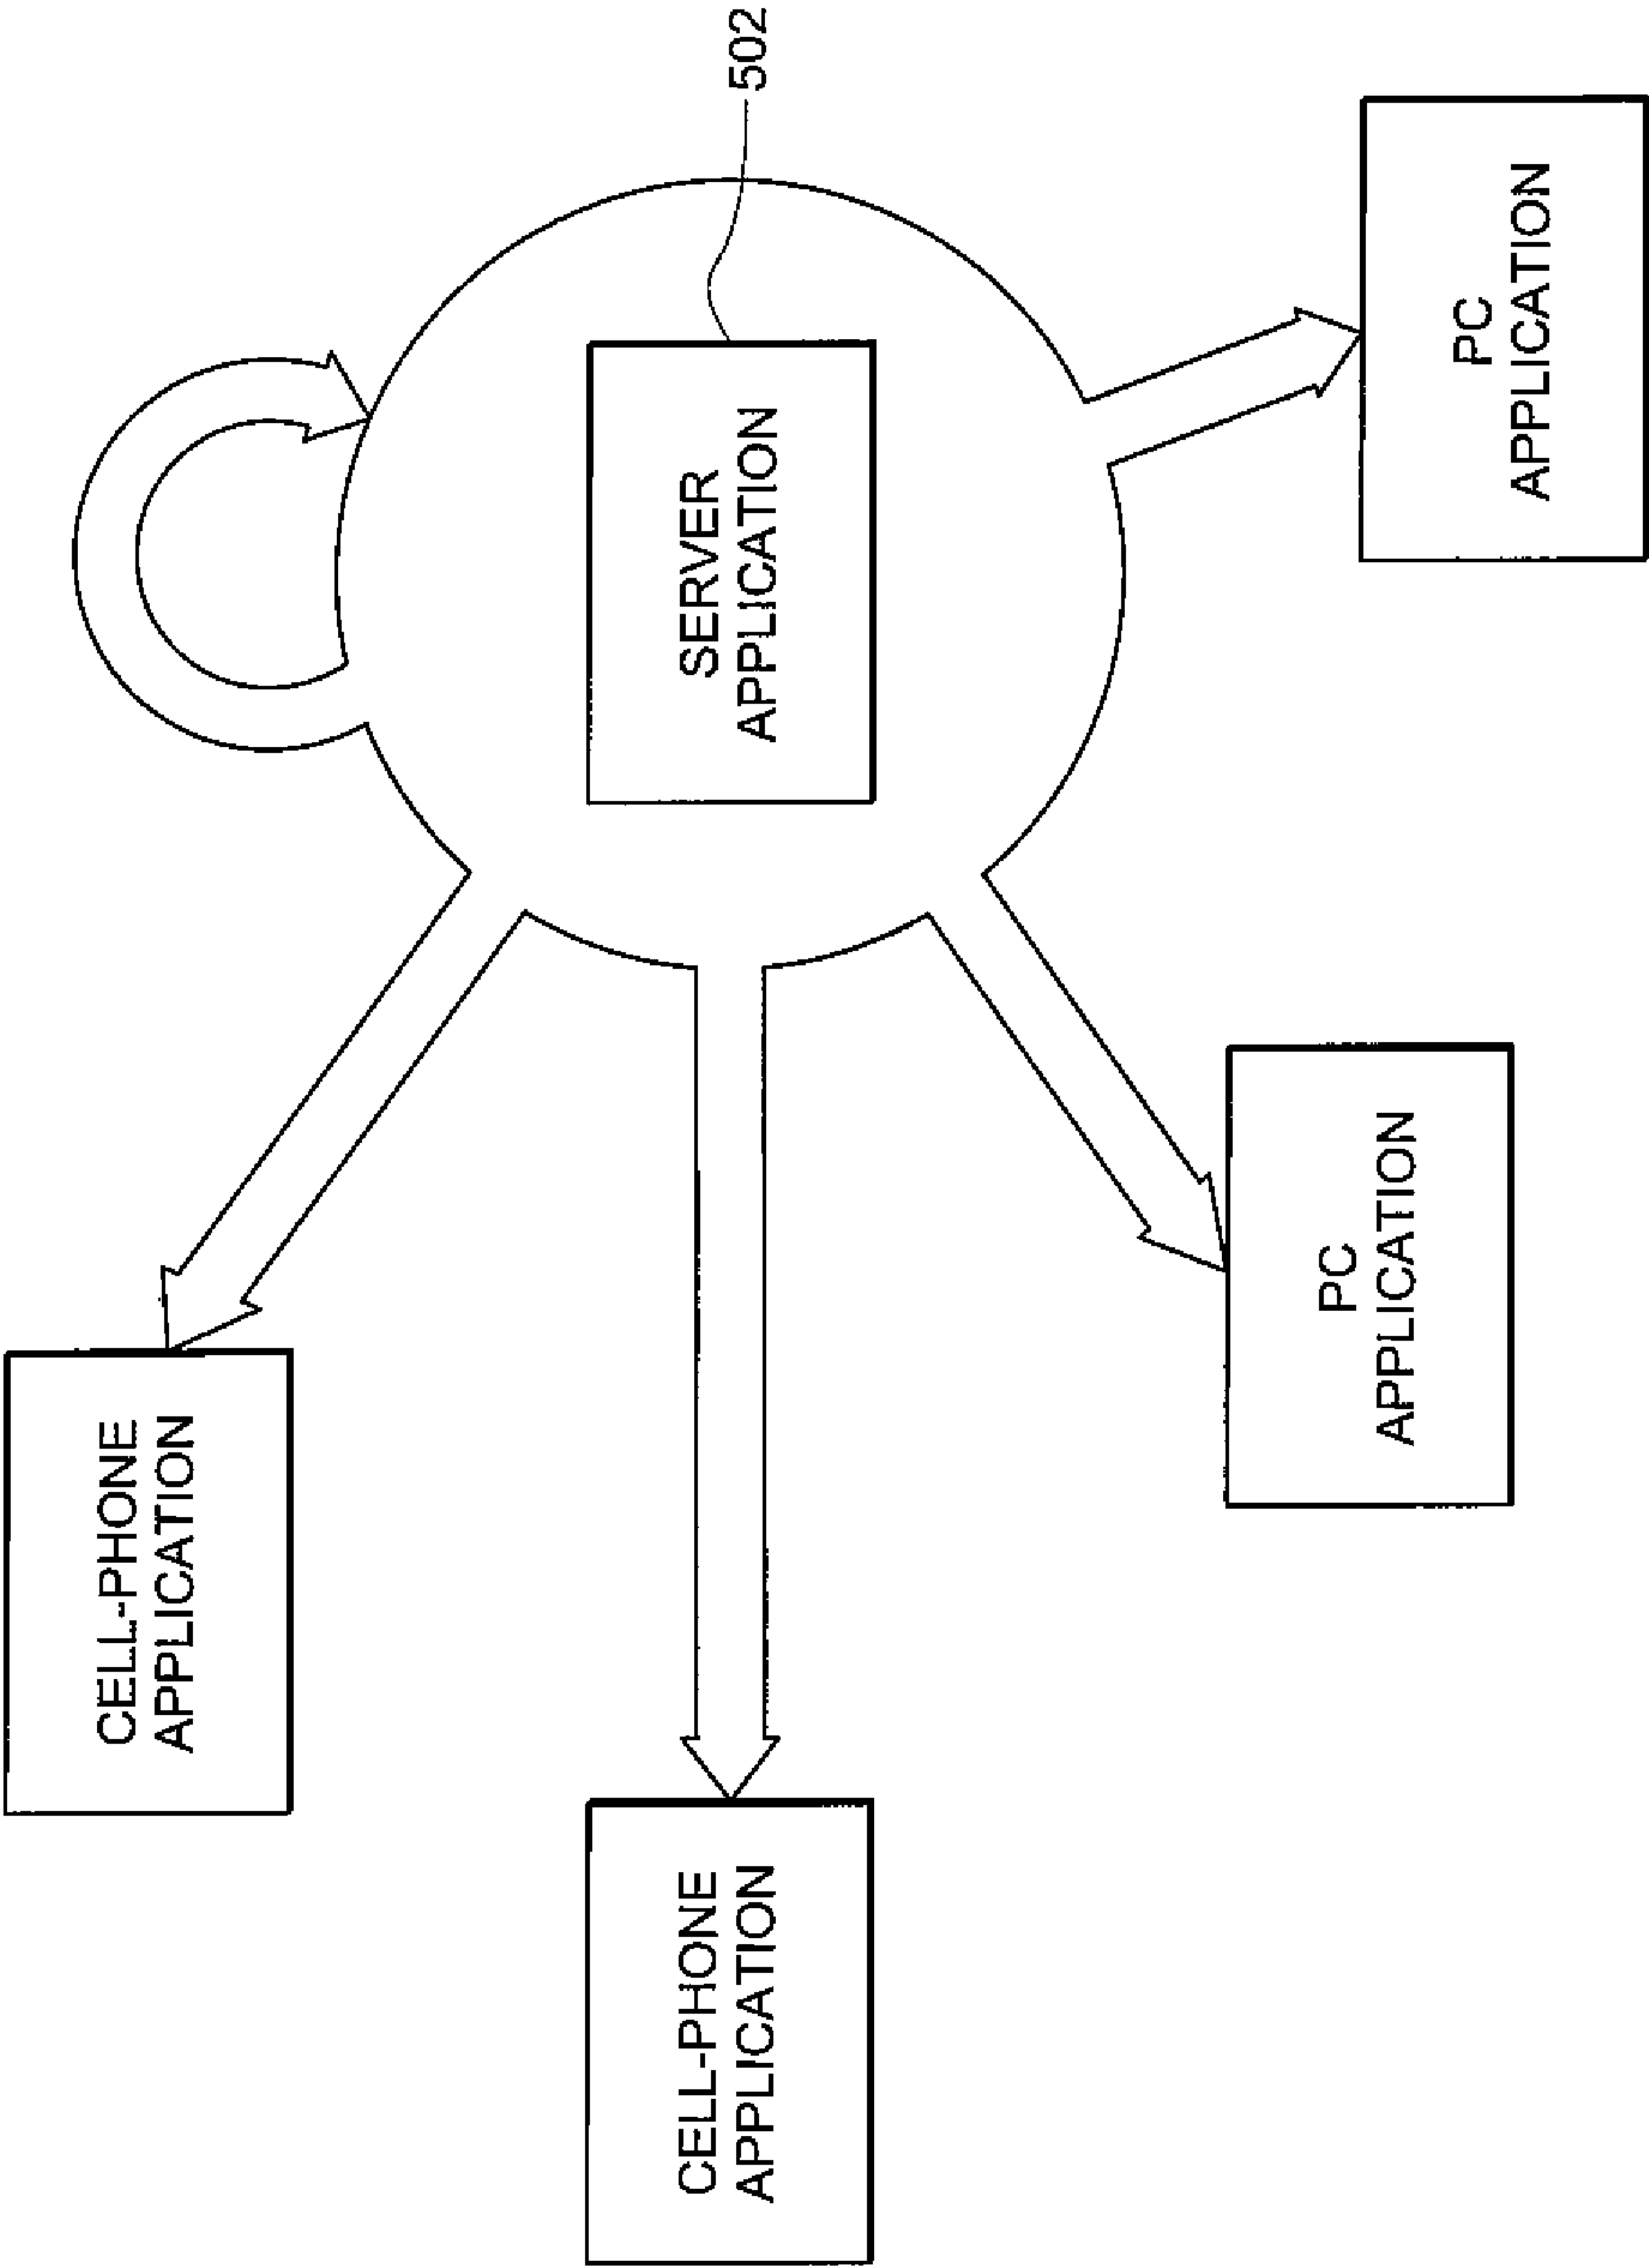 CELL-PHONE
APPLICATION
502
SERVER
APPLICATION
CELL-PHONE
APPLICATION
PC
APPLICATION
PC
APPLICATION